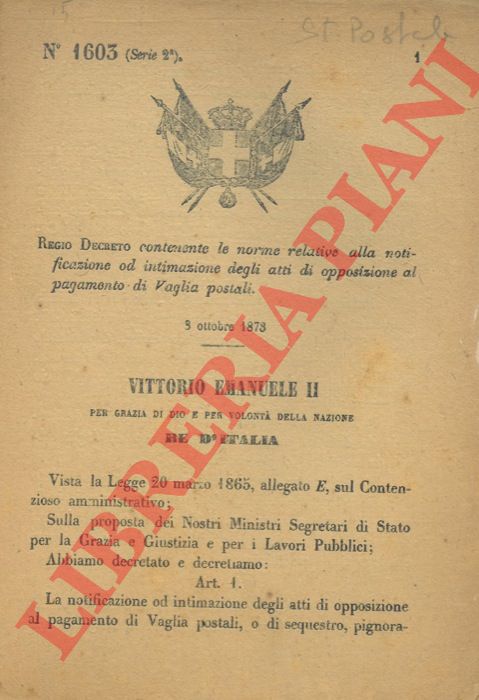 St. Postale
N° 1603 (Serie 2ª). 1
REGIO DECRETO contenente le norme relative alla noti-
ficazione od intimazione degli atti di opposizione al
pagamento di Vaglia postali.
3 ottobre 1873
VITTORIO EMANUELE II
PER GRAZIA DI DIO E PER VOLONTÀ DELLA NAZIONE
RE D'ITALIA
Vista la Legge 20 marzo 1865, allegato E, sul Conten-
zioso amministrativo;
Sulla proposta dei Nostri Ministri Segretari di Stato
per la Grazia e Giustizia e per i Lavori Pubblici;
Abbiamo decretato e decretiamo:
Art. 1.
La notificazione od intimazione degli atti di opposizione
al pagamento di Vaglia postali, o di sequestro, pignora-
LIBRERIA PIANI